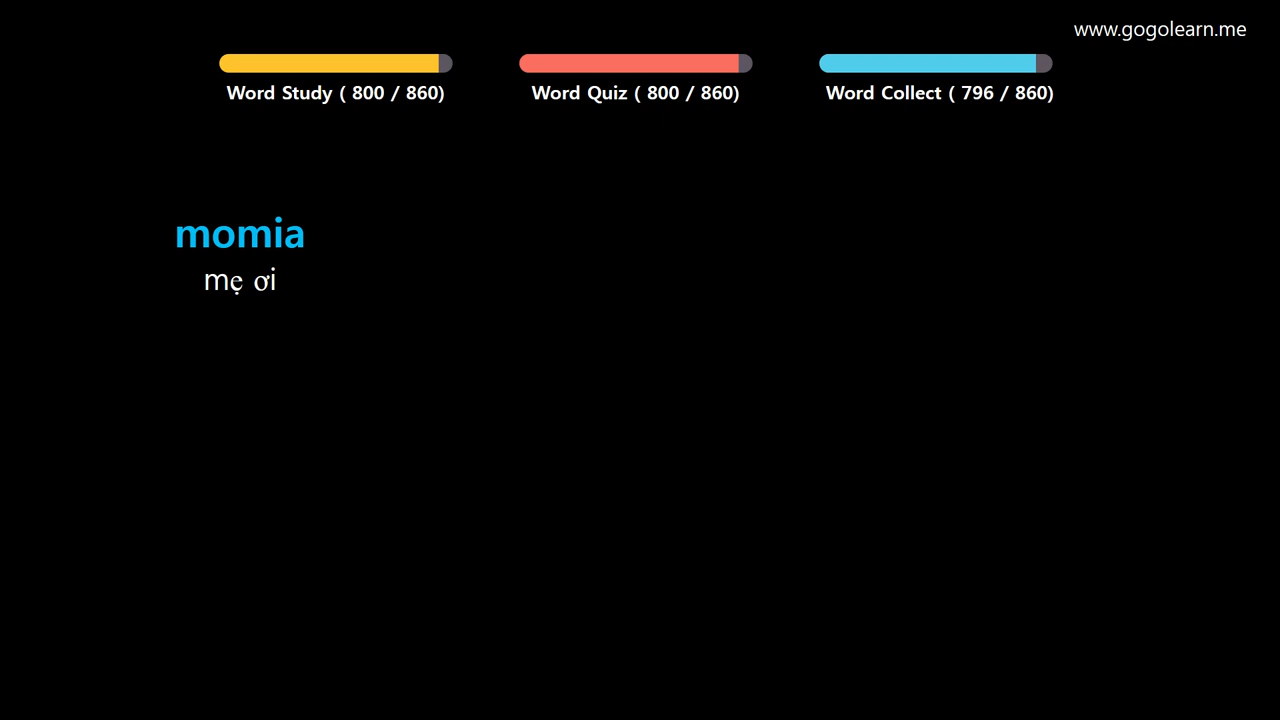 www.gogolearn.me
Word Study ( 800 / 860)
Word Quiz ( 800 / 860)
Word Collect ( 796 / 860)
momia
mẹ ơi